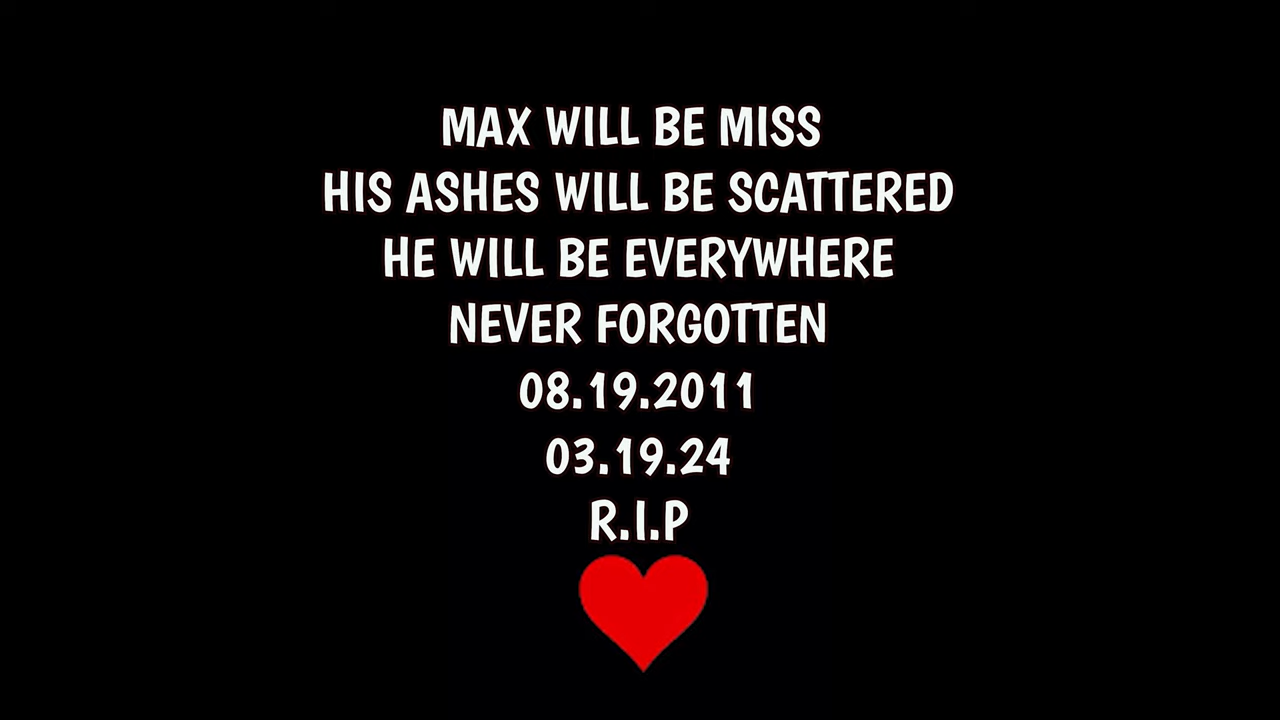 MAX WILL BE MISS
HIS ASHES WILL BE SCATTERED
HE WILL BE EVERYWHERE
NEVER FORGOTTEN
08.19.2011
03.19.24
R.I.P